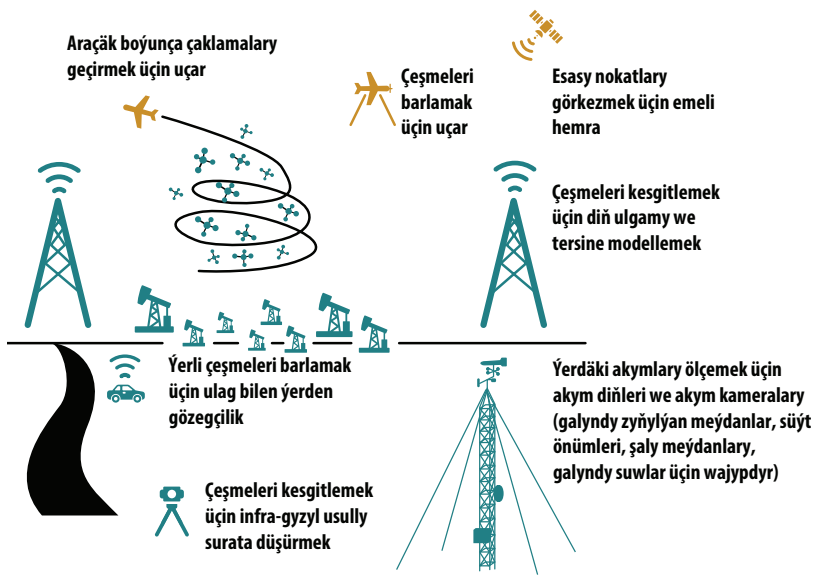 Araçäk boýunça çaklamalary
geçirmek üçin uçar
Çeşmeleri
barlamak
üçin uçar
Esasy nokatlary
görkezmek üçin emeli
hemra
Çeşmeleri kesgitlemek
üçin diň ulgamy we
tersine modellemek
Ýerli çeşmeleri barlamak
üçin ulag bilen ýerden
gözegçilik
Ýerdäki akymlary ölçemek üçin
akym diňleri we akym kameralary
(galyndy zyňylýan meýdanlar, süýt
önümleri, şaly meýdanlary,
galyndy suwlar üçin wajypdyr)
Çeşmeleri kesgitlemek
üçin infra-gyzyl usully
surata düşürmek